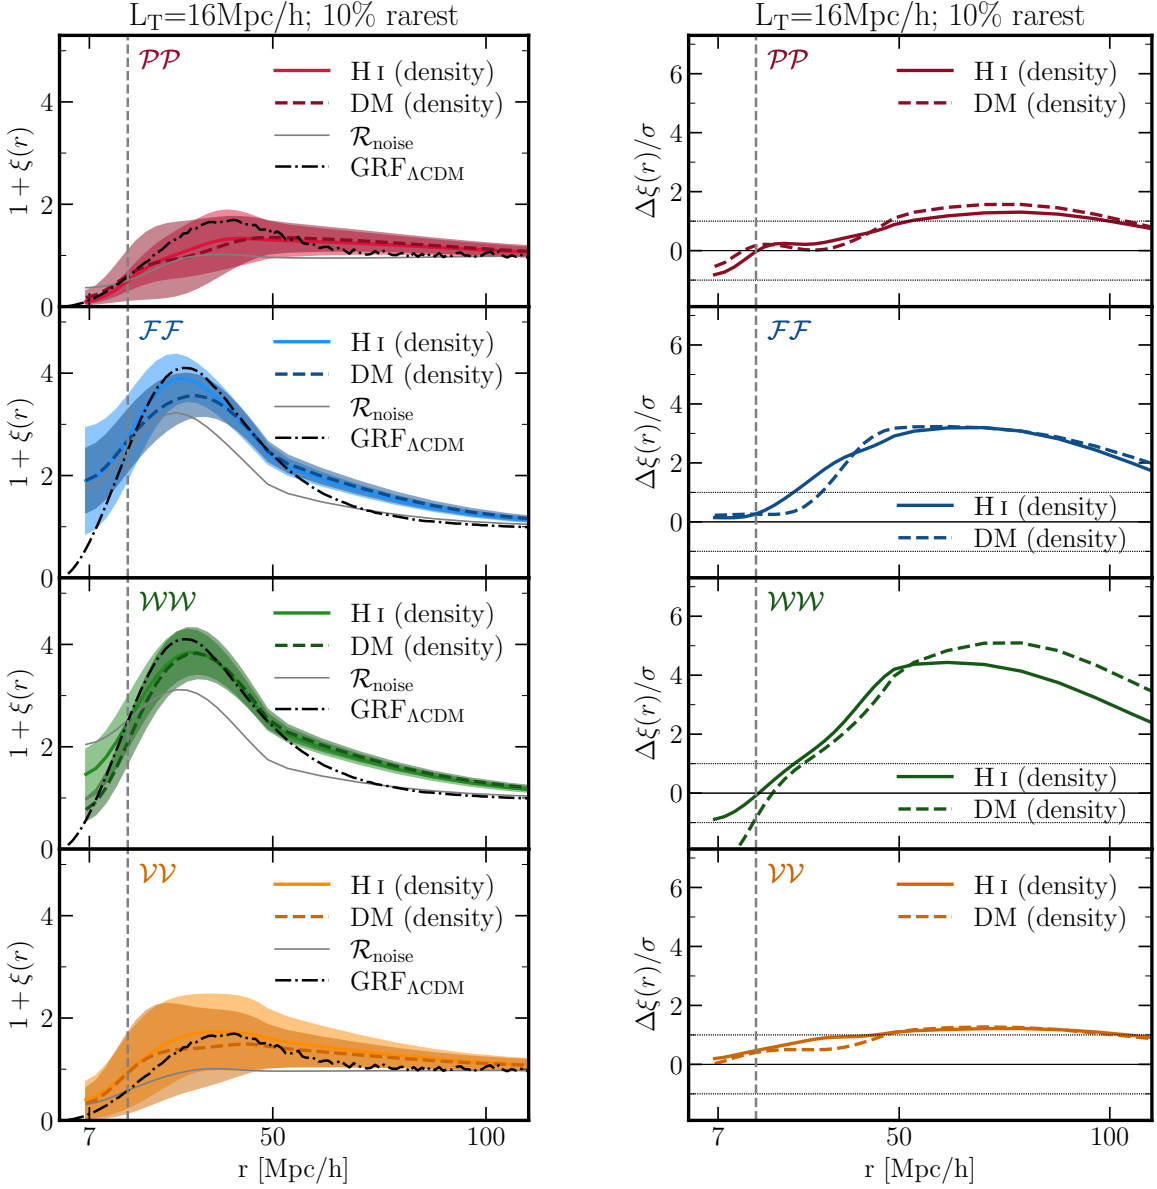 L_T=16Mpc/h; 10% rarest
PP
H I (density)
DM (density)
R_noise
GRF_ΛCDM
1 + ξ(r)
4
2
0
FF
H I (density)
DM (density)
R_noise
GRF_ΛCDM
1 + ξ(r)
4
2
0
WW
H I (density)
DM (density)
R_noise
GRF_ΛCDM
1 + ξ(r)
4
2
0
VV
H I (density)
DM (density)
R_noise
GRF_ΛCDM
1 + ξ(r)
4
2
0
7 50 100
r [Mpc/h]
L_T=16Mpc/h; 10% rarest
PP
H I (density)
DM (density)
Δξ(r)/σ
6
4
2
0
FF
H I (density)
DM (density)
Δξ(r)/σ
6
4
2
0
WW
H I (density)
DM (density)
Δξ(r)/σ
6
4
2
0
VV
H I (density)
DM (density)
Δξ(r)/σ
6
4
2
0
7 50 100
r [Mpc/h]